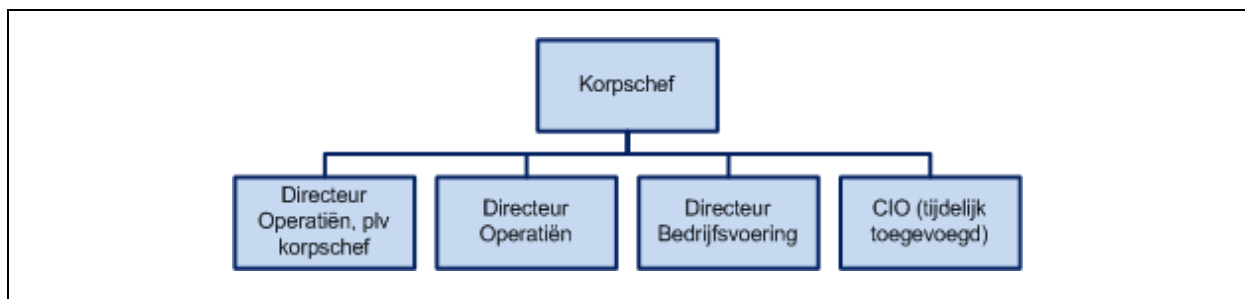 Korpschef
Directeur
Operatiën, plv
korpschef
Directeur
Operatiën
Directeur
Bedrijfsvoering
CIO (tijdelijk
toegevoegd)